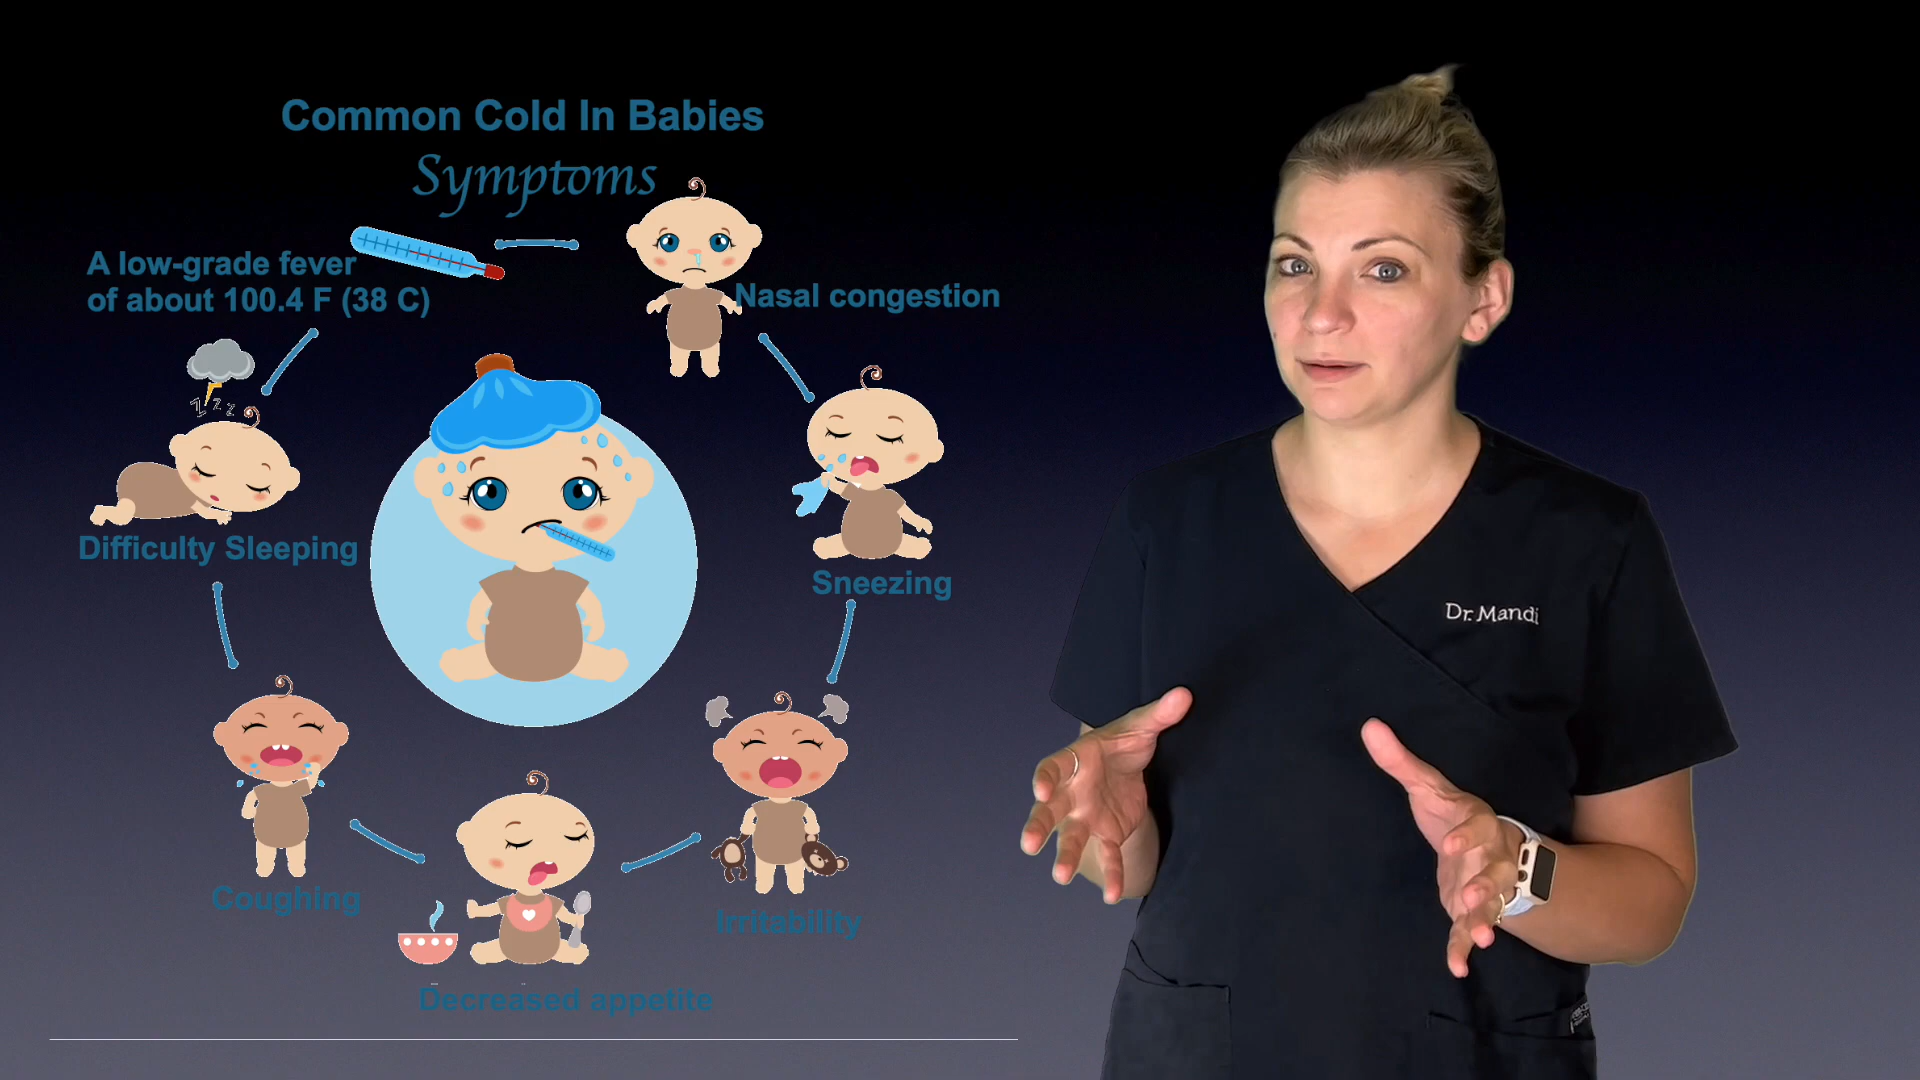 Common Cold In Babies
Symptoms
A low-grade fever
of about 100.4 F (38 C)
Nasal congestion
z z z
Difficulty Sleeping
Sneezing
Dr. Mandi
Coughing
Irritability
Decreased appetite